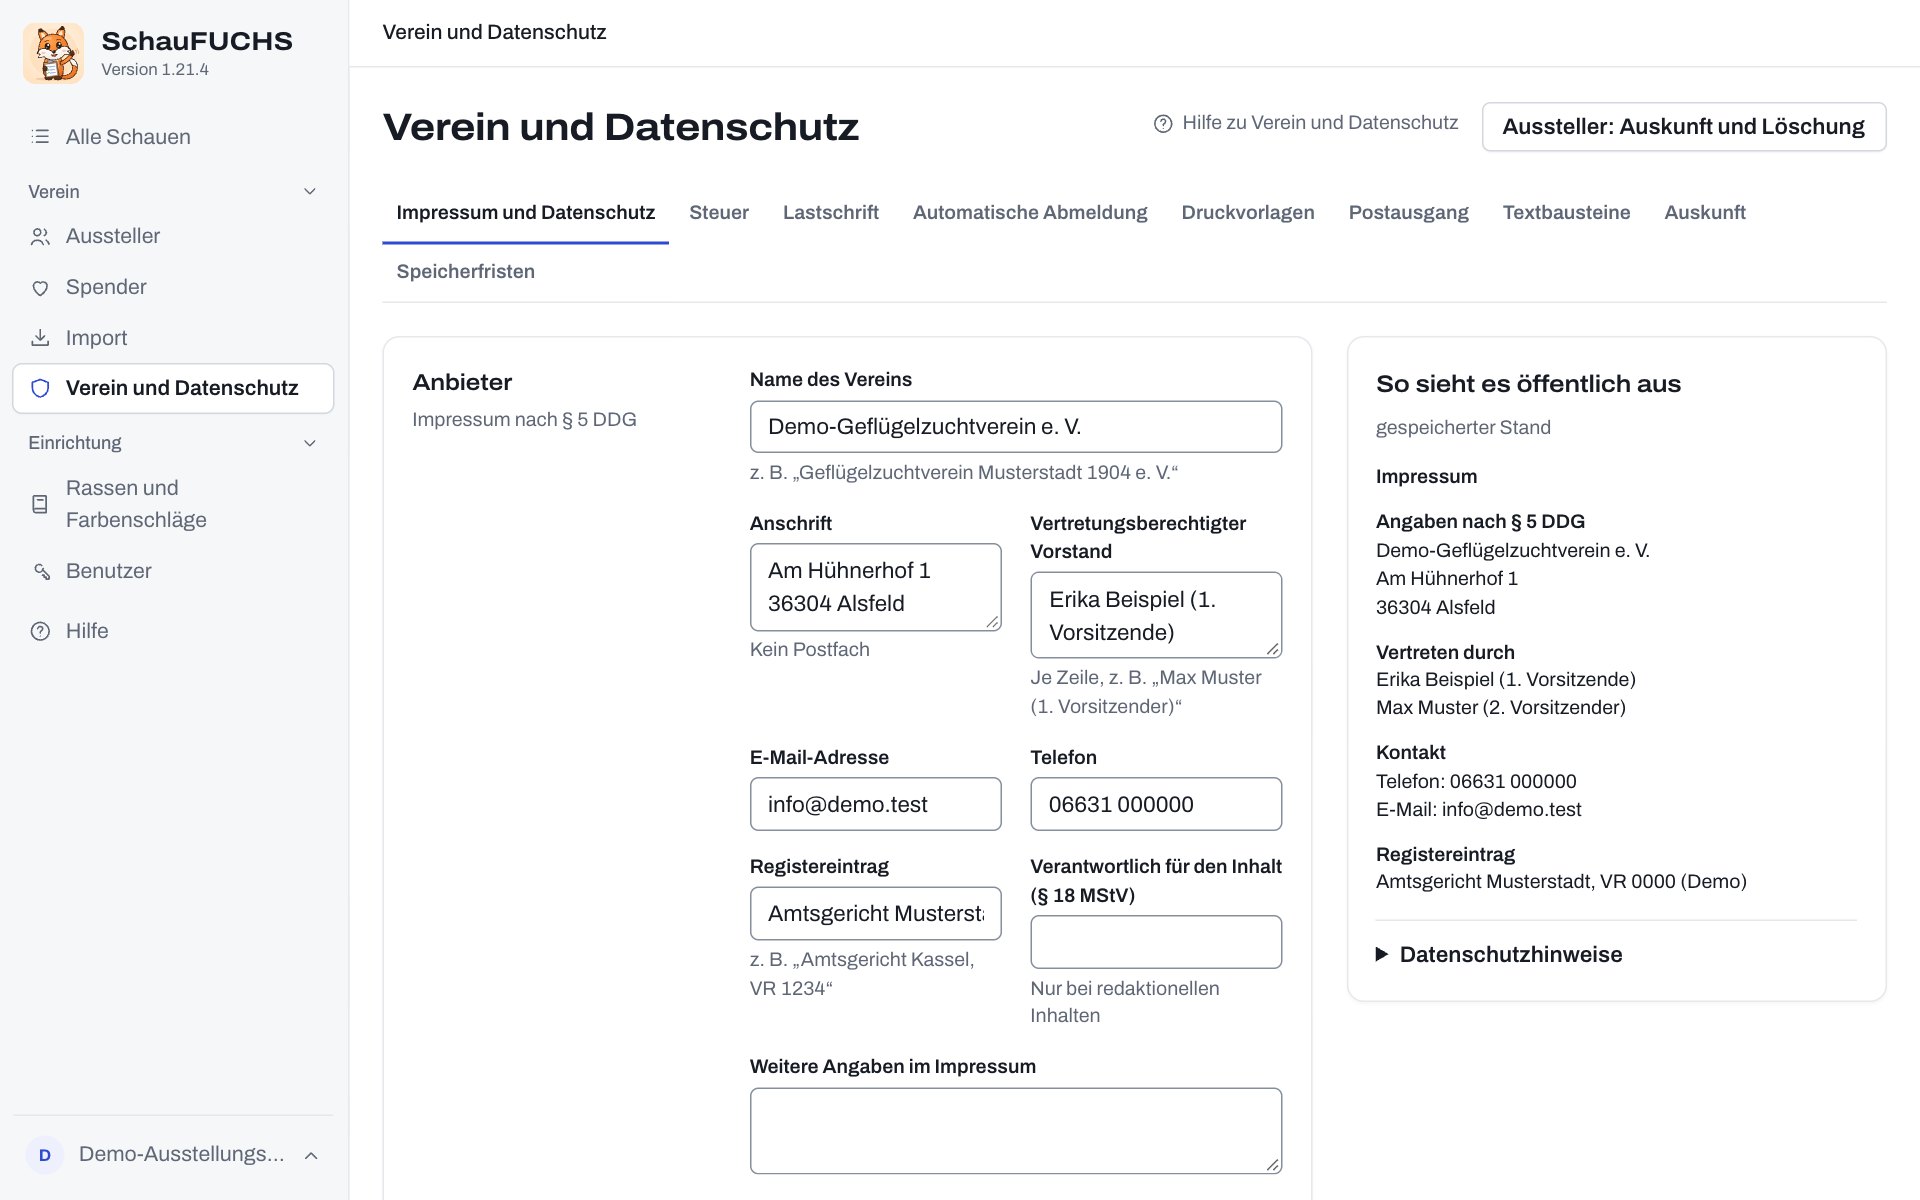 SchauFUCHS
Version 1.21.4
Alle Schauen
Verein
Aussteller
Spender
Import
Verein und Datenschutz
Einrichtung
Rassen und
Farbenschläge
Benutzer
Hilfe
D
Demo-Ausstellungs...
Verein und Datenschutz
Verein und Datenschutz
Hilfe zu Verein und Datenschutz
Aussteller: Auskunft und Löschung
Impressum und Datenschutz
Steuer
Lastschrift
Automatische Abmeldung
Druckvorlagen
Postausgang
Textbausteine
Auskunft
Speicherfristen
Anbieter
Impressum nach § 5 DDG
Name des Vereins
Demo-Geflügelzuchtverein e. V.
z. B. „Geflügelzuchtverein Musterstadt 1904 e. V.“
Anschrift
Am Hühnerhof 1
36304 Alsfeld
Kein Postfach
Vertretungsberechtigter
Vorstand
Erika Beispiel (1.
Vorsitzende)
Je Zeile, z. B. „Max Muster
(1. Vorsitzender)“
E-Mail-Adresse
info@demo.test
Telefon
06631 000000
Registereintrag
Amtsgericht Musterst
z. B. „Amtsgericht Kassel,
VR 1234“
Verantwortlich für den Inhalt
(§ 18 MStV)
Nur bei redaktionellen
Inhalten
Weitere Angaben im Impressum
So sieht es öffentlich aus
gespeicherter Stand
Impressum
Angaben nach § 5 DDG
Demo-Geflügelzuchtverein e. V.
Am Hühnerhof 1
36304 Alsfeld
Vertreten durch
Erika Beispiel (1. Vorsitzende)
Max Muster (2. Vorsitzender)
Kontakt
Telefon: 06631 000000
E-Mail: info@demo.test
Registereintrag
Amtsgericht Musterstadt, VR 0000 (Demo)
Datenschutzhinweise